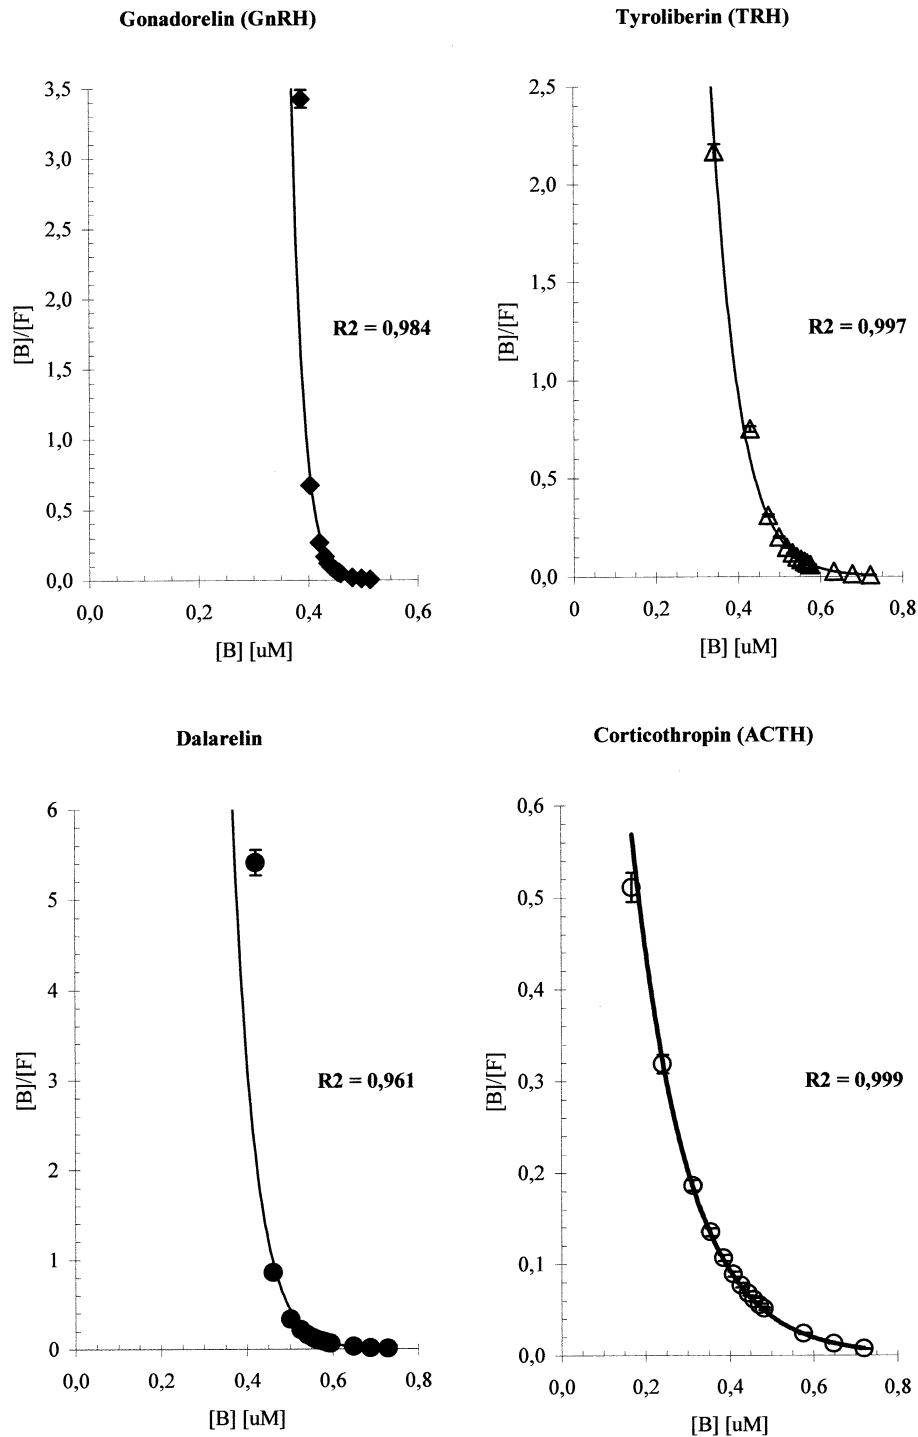 Gonadorelin (GnRH)
3,5
3,0
2,5
2,0
1,5
1,0
0,5
0,0
[B]/[F]
R2 = 0,984
0,0 0,2 0,4 0,6
[B] [uM]
Tyroliberin (TRH)
2,5
2,0
1,5
1,0
0,5
0,0
[B]/[F]
R2 = 0,997
0 0,2 0,4 0,6 0,8
[B] [uM]
Dalarelin
6
5
4
3
2
1
0
[B]/[F]
R2 = 0,961
0,0 0,2 0,4 0,6 0,8
[B] [uM]
Corticothropin (ACTH)
0,6
0,5
0,4
0,3
0,2
0,1
0,0
[B]/[F]
R2 = 0,999
0,0 0,2 0,4 0,6 0,8
[B] [uM]